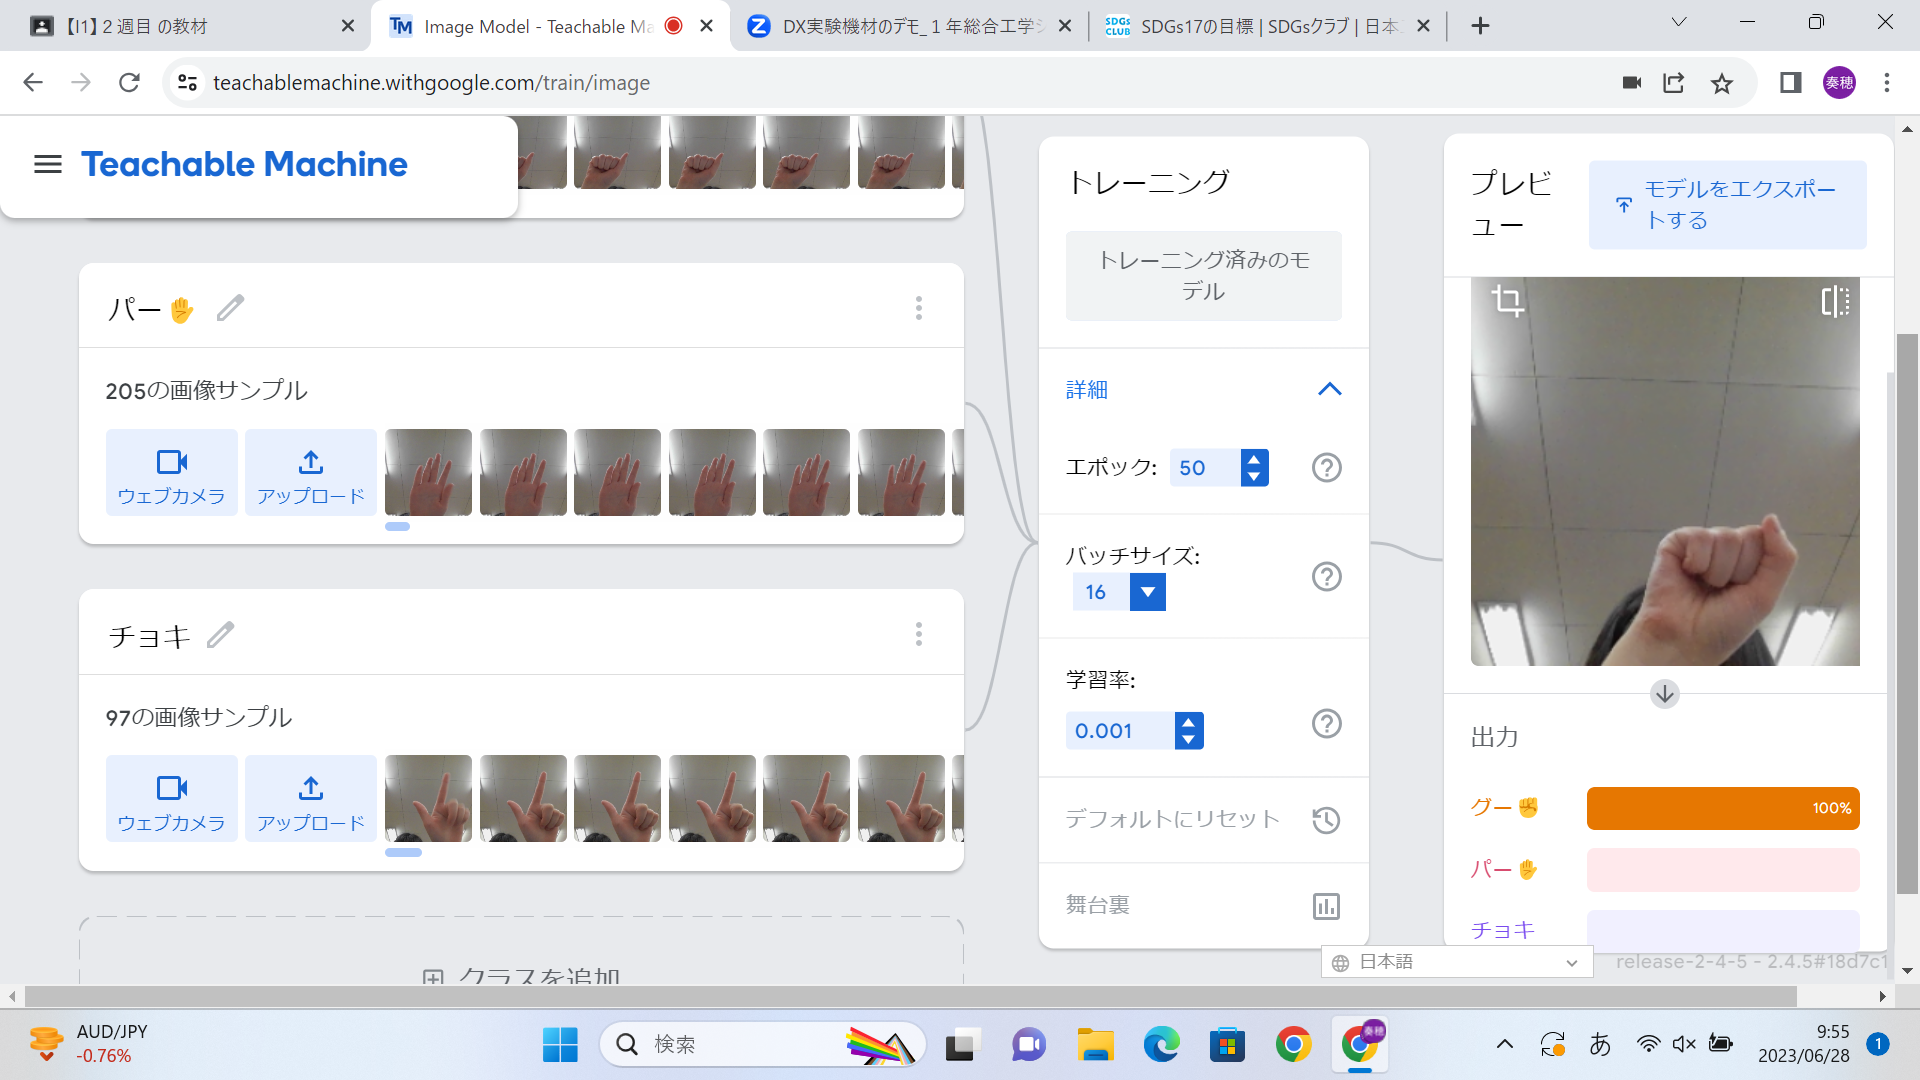 【I1】２週目 の教材
Image Model - Teachable Ma
DX実験機材のデモ_１年総合工学シ
SDGs17の目標 | SDGsクラブ | 日本ユ
teachablemachine.withgoogle.com/train/image
奏穂
Teachable Machine
パー✋
205の画像サンプル
ウェブカメラ
アップロード
チョキ
97の画像サンプル
ウェブカメラ
アップロード
クラスを追加
トレーニング
トレーニング済みのモ
デル
詳細
エポック: 50
バッチサイズ:
16
学習率:
0.001
デフォルトにリセット
舞台裏
プレビ
ュー
モデルをエクスポー
トする
出力
グー✊ 100%
パー✋
チョキ
日本語
release-2-4-5 - 2.4.5#18d7c1
AUD/JPY
-0.76%
検索
奏穂
あ
9:55
2023/06/28
1